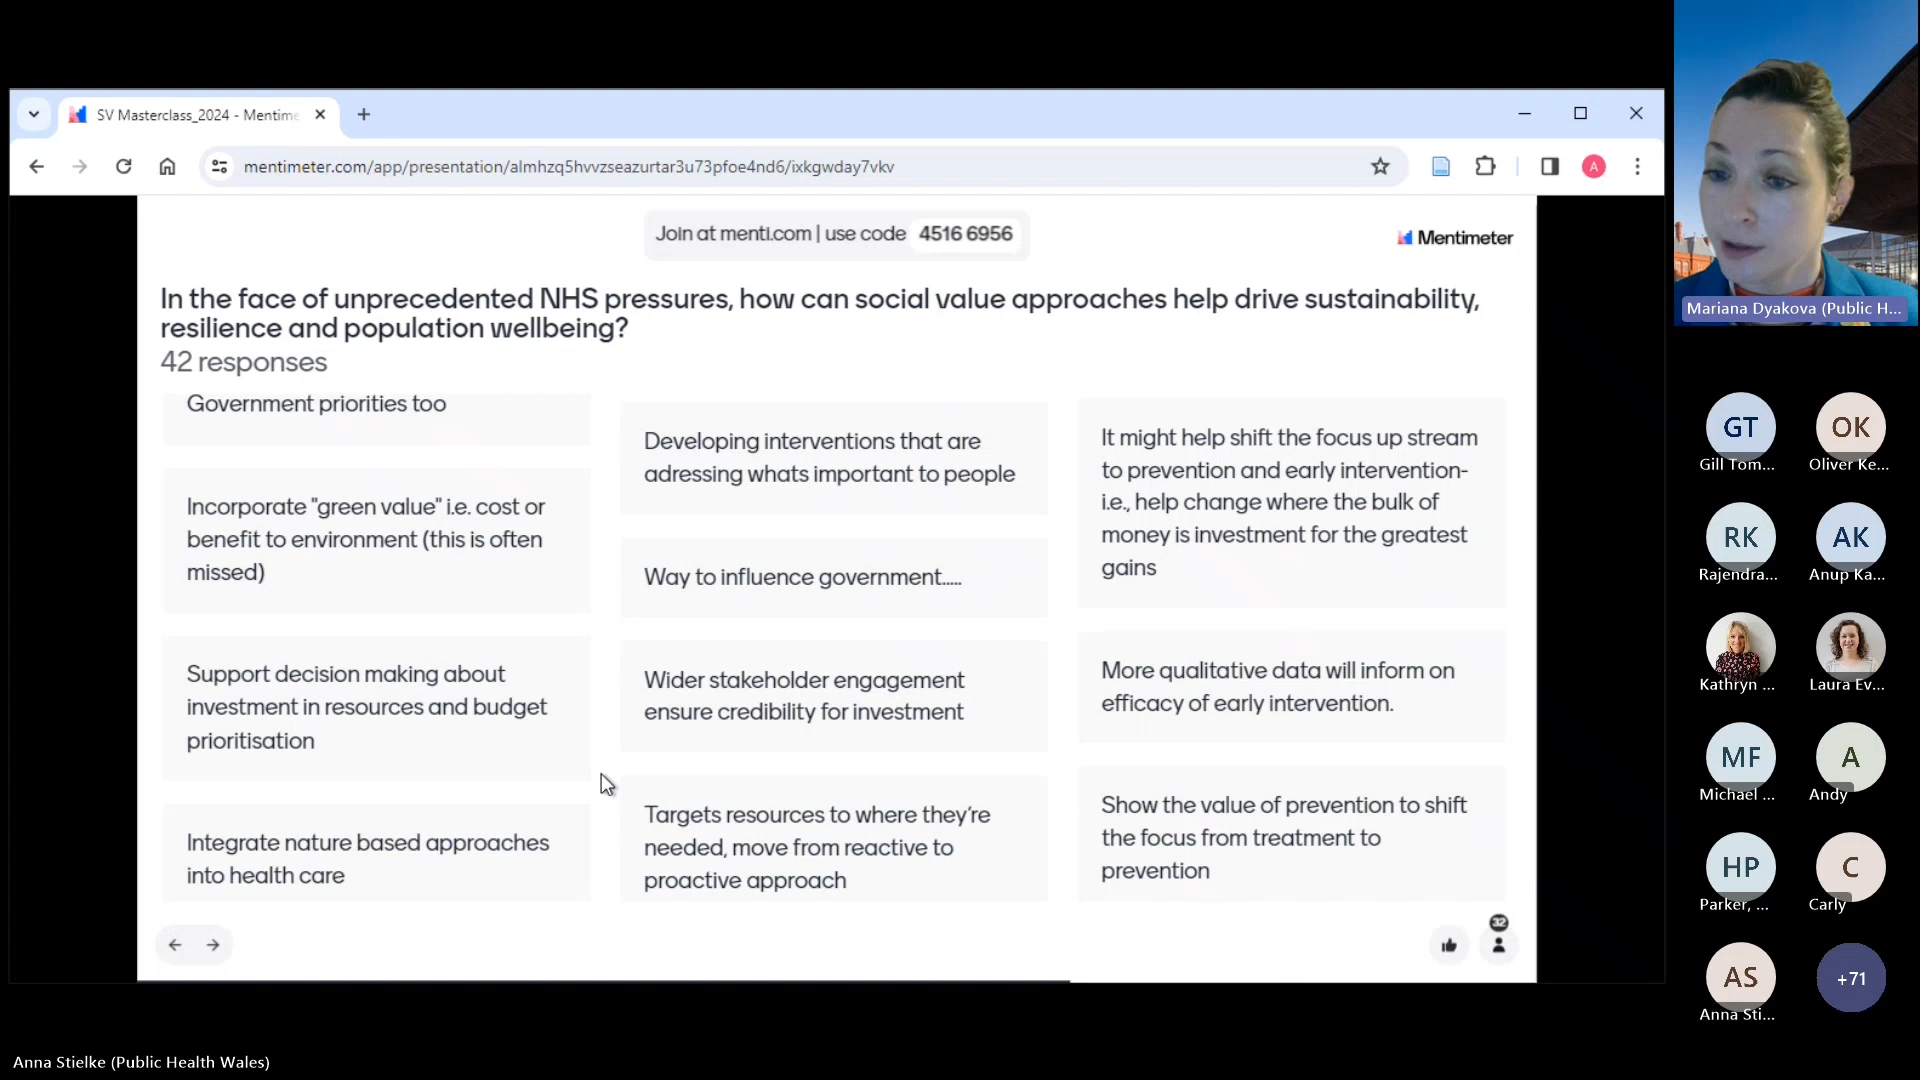 SV Masterclass_2024 - Mentime
mentimeter.com/app/presentation/almhzq5hvvzseazurtar3u73pfoe4nd6/ixkgwday7vkv
A
Join at menti.com | use code 4516 6956
Mentimeter
In the face of unprecedented NHS pressures, how can social value approaches help drive sustainability,
resilience and population wellbeing?
42 responses
Government priorities too
Incorporate "green value" i.e. cost or
benefit to environment (this is often
missed)
Support decision making about
investment in resources and budget
prioritisation
Integrate nature based approaches
into health care
Developing interventions that are
adressing whats important to people
Way to influence government.....
Wider stakeholder engagement
ensure credibility for investment
Targets resources to where they're
needed, move from reactive to
proactive approach
It might help shift the focus up stream
to prevention and early intervention-
i.e., help change where the bulk of
money is investment for the greatest
gains
More qualitative data will inform on
efficacy of early intervention.
Show the value of prevention to shift
the focus from treatment to
prevention
32
Mariana Dyakova (Public H...
GT
Gill Tom...
OK
Oliver Ke...
RK
Rajendra...
AK
Anup Ka...
Kathryn ...
Laura Ev...
MF
Michael ...
A
Andy
HP
Parker, ...
C
Carly
AS
Anna Sti...
+71
Anna Stielke (Public Health Wales)